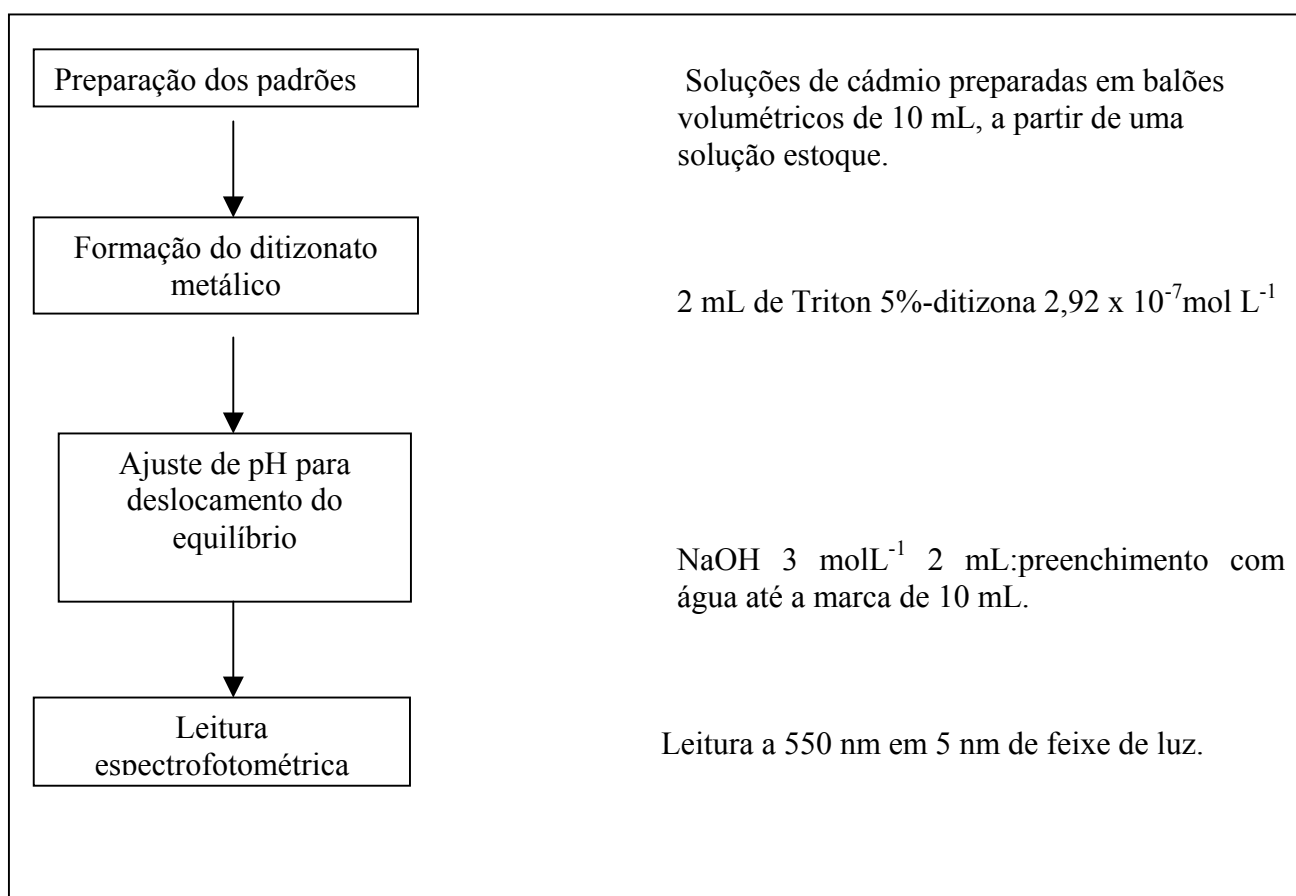 Preparação dos padrões
Soluções de cádmio preparadas em balões
volumétricos de 10 mL, a partir de uma
solução estoque.
Formação do ditizonato
metálico
2 mL de Triton 5%-ditizona 2,92 x 10⁻⁷mol L⁻¹
Ajuste de pH para
deslocamento do
equilíbrio
NaOH 3 molL⁻¹ 2 mL:preenchimento com
água até a marca de 10 mL.
Leitura
espectrofotométrica
Leitura a 550 nm em 5 nm de feixe de luz.